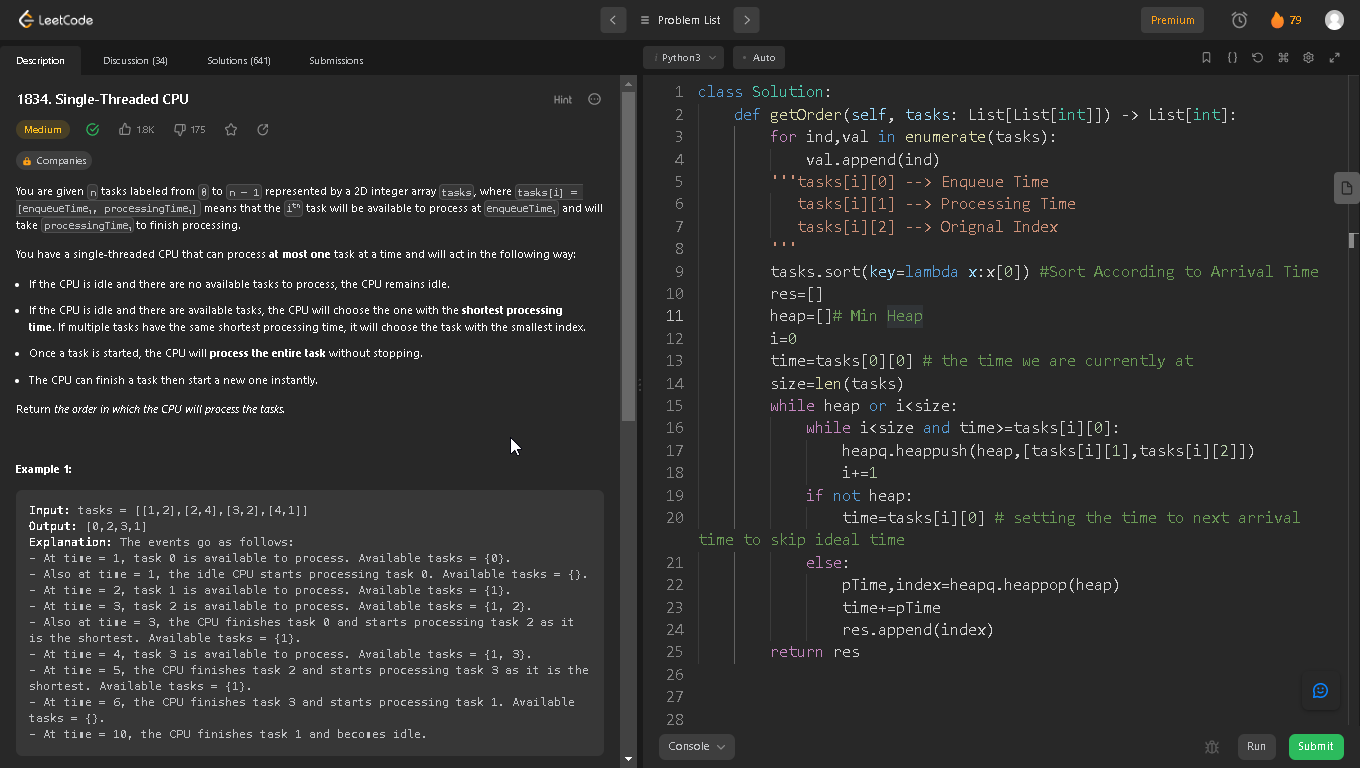 LeetCode
Problem List
Premium
79
Description
Discussion (34)
Solutions (641)
Submissions
1834. Single-Threaded CPU
Hint
Medium
1.8K
175
Companies
You are given n tasks labeled from 0 to n - 1 represented by a 2D integer array tasks, where tasks[i] =
[enqueueTimeᵢ, processingTimeᵢ] means that the iᵗʰ task will be available to process at enqueueTimeᵢ and will
take processingTimeᵢ to finish processing.
You have a single-threaded CPU that can process at most one task at a time and will act in the following way:
• If the CPU is idle and there are no available tasks to process, the CPU remains idle.
• If the CPU is idle and there are available tasks, the CPU will choose the one with the shortest processing
time. If multiple tasks have the same shortest processing time, it will choose the task with the smallest index.
• Once a task is started, the CPU will process the entire task without stopping.
• The CPU can finish a task then start a new one instantly.
Return the order in which the CPU will process the tasks.
Example 1:
Input: tasks = [[1,2],[2,4],[3,2],[4,1]]
Output: [0,2,3,1]
Explanation: The events go as follows:
- At time = 1, task 0 is available to process. Available tasks = {0}.
- Also at time = 1, the idle CPU starts processing task 0. Available tasks = {}.
- At time = 2, task 1 is available to process. Available tasks = {1}.
- At time = 3, task 2 is available to process. Available tasks = {1, 2}.
- Also at time = 3, the CPU finishes task 0 and starts processing task 2 as it
is the shortest. Available tasks = {1}.
- At time = 4, task 3 is available to process. Available tasks = {1, 3}.
- At time = 5, the CPU finishes task 2 and starts processing task 3 as it is the
shortest. Available tasks = {1}.
- At time = 6, the CPU finishes task 3 and starts processing task 1. Available
tasks = {}.
- At time = 10, the CPU finishes task 1 and becomes idle.
i Python3
• Auto
{}
1 class Solution:
2 def getOrder(self, tasks: List[List[int]]) -> List[int]:
3 for ind,val in enumerate(tasks):
4 val.append(ind)
5 '''tasks[i][0] --> Enqueue Time
6 tasks[i][1] --> Processing Time
7 tasks[i][2] --> Orignal Index
8 '''
9 tasks.sort(key=lambda x:x[0]) #Sort According to Arrival Time
10 res=[]
11 heap=[]# Min Heap
12 i=0
13 time=tasks[0][0] # the time we are currently at
14 size=len(tasks)
15 while heap or i<size:
16 while i<size and time>=tasks[i][0]:
17 heapq.heappush(heap,[tasks[i][1],tasks[i][2]])
18 i+=1
19 if not heap:
20 time=tasks[i][0] # setting the time to next arrival
time to skip ideal time
21 else:
22 pTime,index=heapq.heappop(heap)
23 time+=pTime
24 res.append(index)
25 return res
26
27
28
Console
Run
Submit